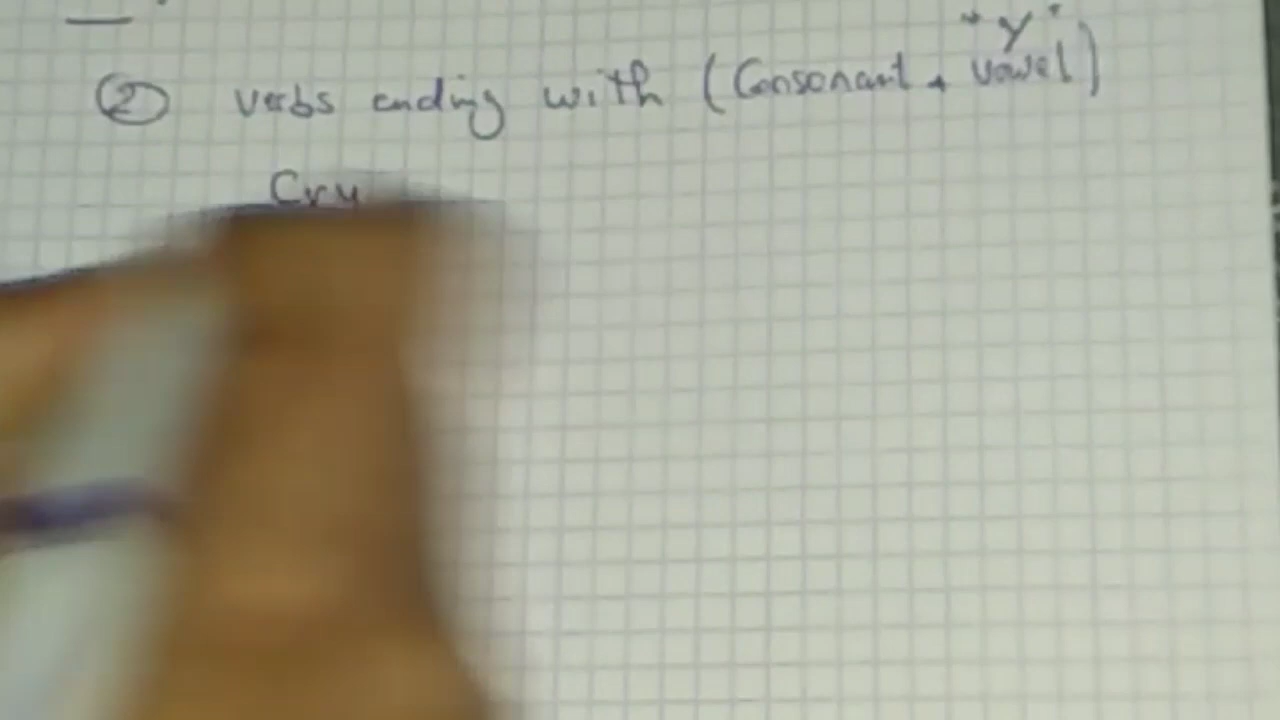 "y"
② verbs ending with (Consonant + vowel)
Cry